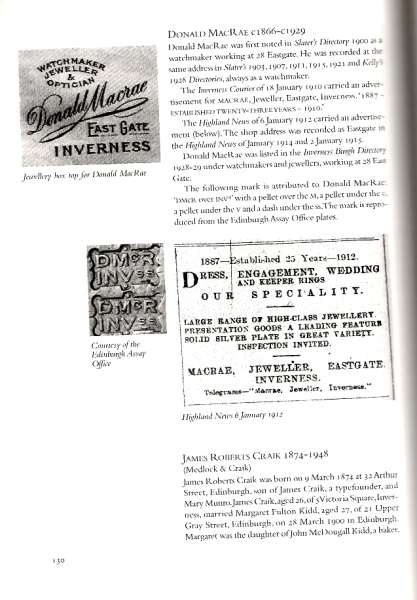 DONALD MACRAE c1866-c1929
Donald MacRae was first noted in Slater's Directory 1900 as a
watchmaker working at 28 Eastgate. He was recorded at the
same address in Slater's 1903, 1907, 1911, 1915, 1921 and Kelly's
1928 Directories, always as a watchmaker.
The Inverness Courier of 18 January 1910 carried an adver-
tisement for MACRAE, Jeweller, Eastgate, Inverness, '1887 –
ESTABLISHED TWENTY-THREE YEARS – 1910.'
The Highland News of 6 January 1912 carried an advertise-
ment (below). The shop address was recorded as Eastgate in
the Highland News of January 1914 and 2 January 1915.
Donald MacRae was listed in the Inverness Burgh Directory
1928-29 under watchmakers and jewellers, working at 28 East
Gate.
The following mark is attributed to Donald MacRae:
'DMCR over INVSS' with a pellet over the M, a pellet under the C,
a pellet under the V and a dash under the ss. The mark is repro-
duced from the Edinburgh Assay Office plates.
WATCHMAKER
JEWELLER
& OPTICIAN
Donald Macrae
EAST GATE
INVERNESS
Jewellery box top for Donald MacRae
DMCR
INVSS
DMCR
INVSS
Courtesy of the
Edinburgh Assay
Office
1887—Established 25 Years—1912.
DRESS, ENGAGEMENT, WEDDING
AND KEEPER RINGS
OUR SPECIALITY.
LARGE RANGE OF HIGH-CLASS JEWELLERY.
PRESENTATION GOODS A LEADING FEATURE
SOLID SILVER PLATE IN GREAT VARIETY.
INSPECTION INVITED.
MACRAE, JEWELLER, EASTGATE
INVERNESS.
Telegrams—"Macrae, Jeweller, Inverness."
Highland News 6 January 1912
JAMES ROBERTS CRAIK 1874-1948
(Medlock & Craik)
James Roberts Craik was born on 9 March 1874 at 32 Arthur
Street, Edinburgh, son of James Craik, a typefounder, and
Mary Munro. James Craik, aged 26, of 5 Victoria Square, Inver-
ness, married Margaret Fulton Kidd, aged 27, of 21 Upper
Gray Street, Edinburgh, on 28 March 1900 in Edinburgh.
Margaret was the daughter of John McDougall Kidd, a baker,
130